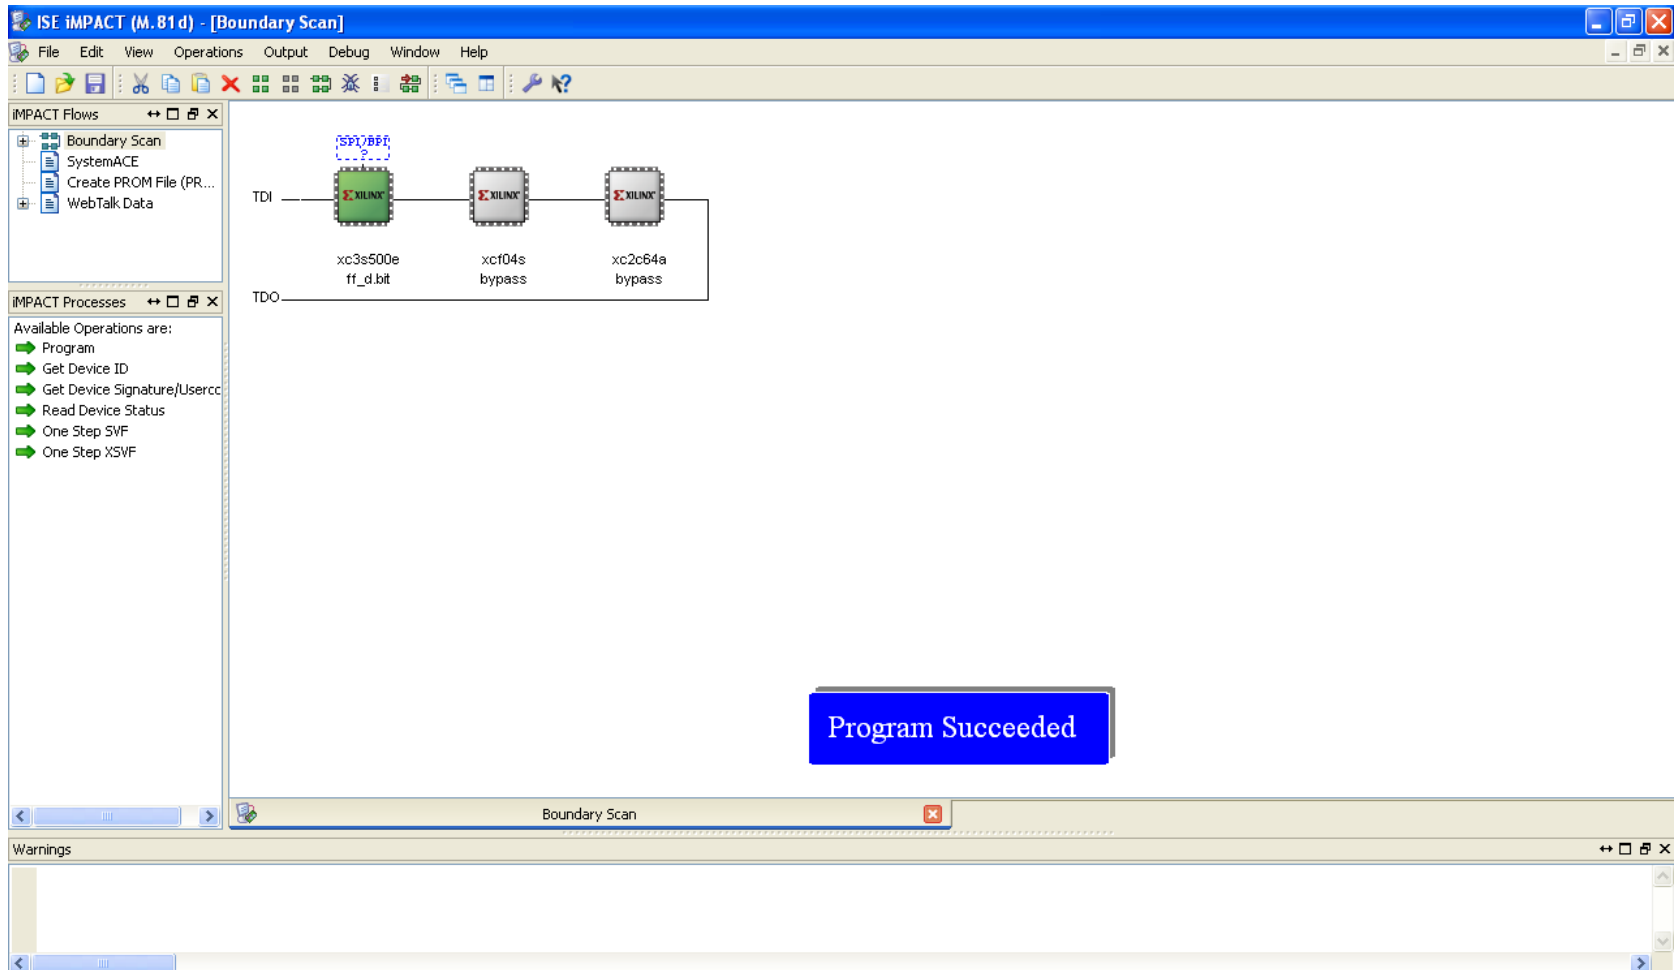 ISE iMPACT (M.81d) - [Boundary Scan]
File Edit View Operations Output Debug Window Help
iMPACT Flows
Boundary Scan
SystemACE
Create PROM File (PR...
WebTalk Data
SPI/BPI
?
TDI
XILINX XILINX XILINX
xc3s500e xcf04s xc2c64a
ff_d.bit bypass bypass
TDO
iMPACT Processes
Available Operations are:
Program
Get Device ID
Get Device Signature/Usercc
Read Device Status
One Step SVF
One Step XSVF
Program Succeeded
Boundary Scan
Warnings